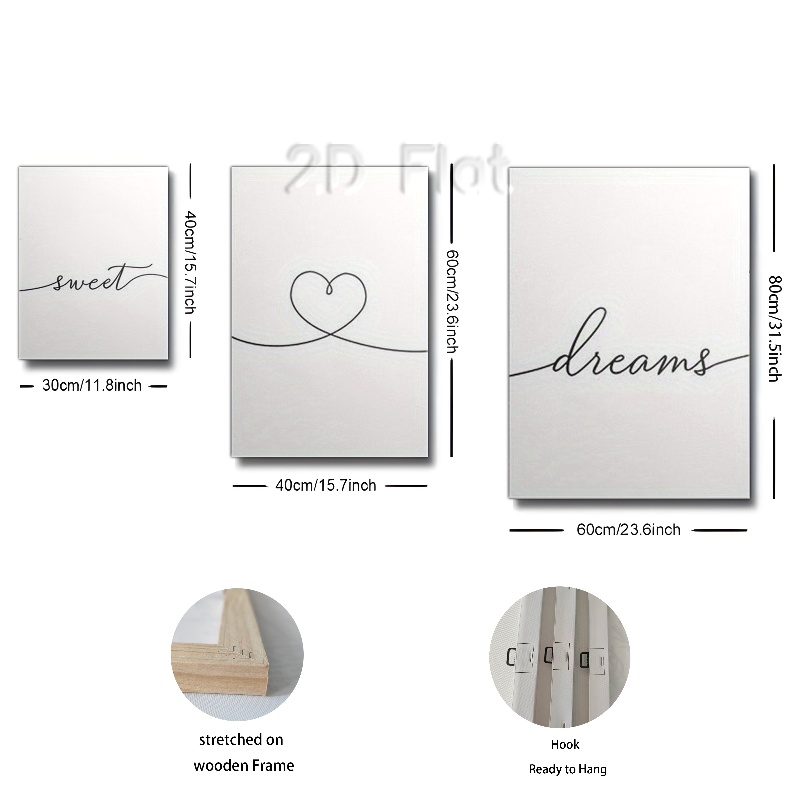 2D Flat
sweet
40cm/15.7inch
30cm/11.8inch
60cm/23.6inch
40cm/15.7inch
dreams
80cm/31.5inch
60cm/23.6inch
stretched on
wooden Frame
Hook
Ready to Hang